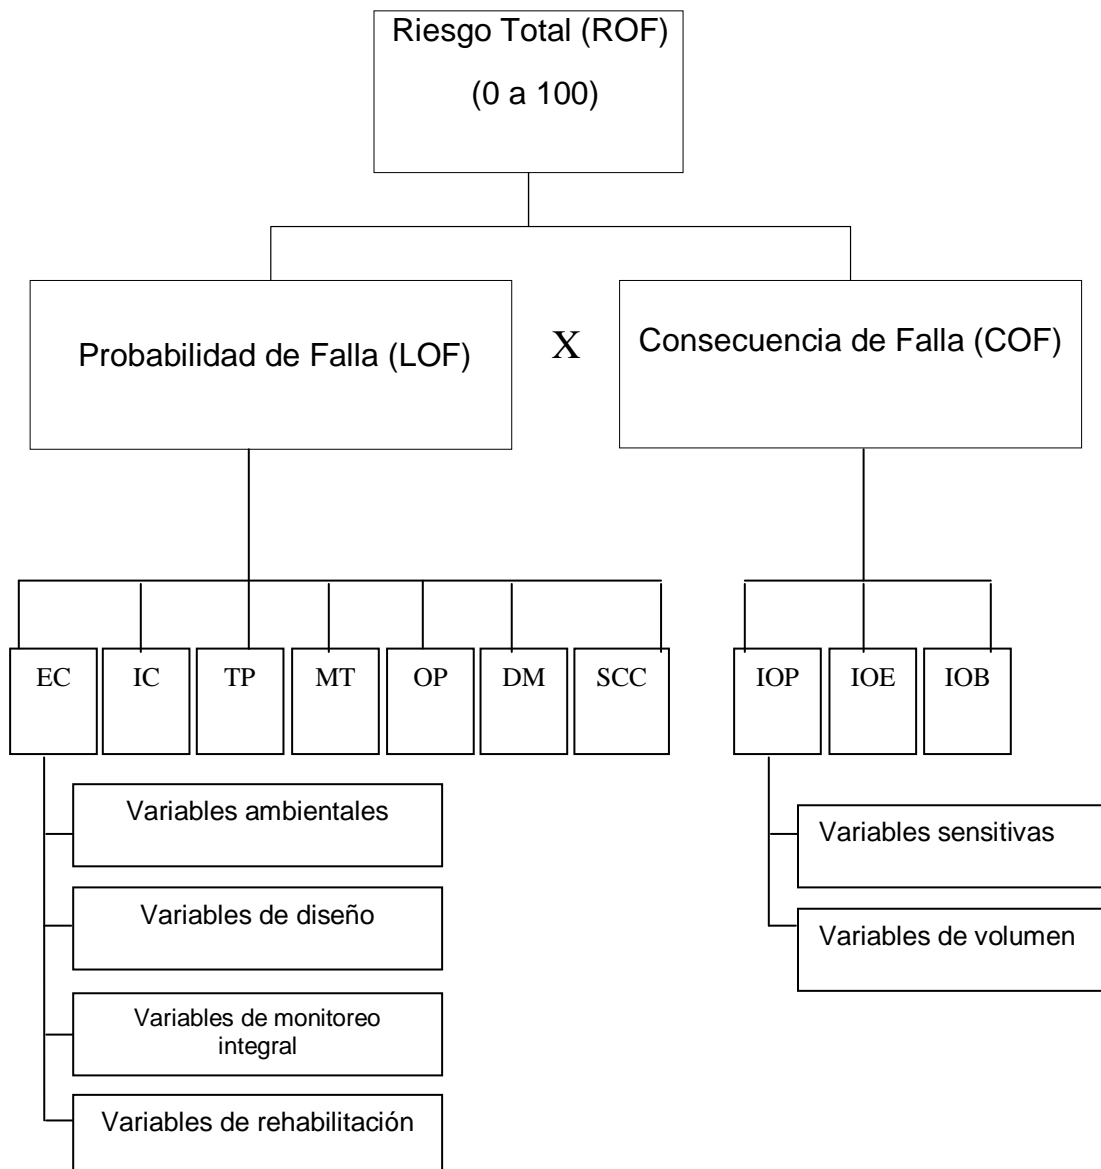 Riesgo Total (ROF)
(0 a 100)
Probabilidad de Falla (LOF)
X
Consecuencia de Falla (COF)
EC
IC
TP
MT
OP
DM
SCC
IOP
IOE
IOB
Variables ambientales
Variables de diseño
Variables de monitoreo
integral
Variables de rehabilitación
Variables sensitivas
Variables de volumen